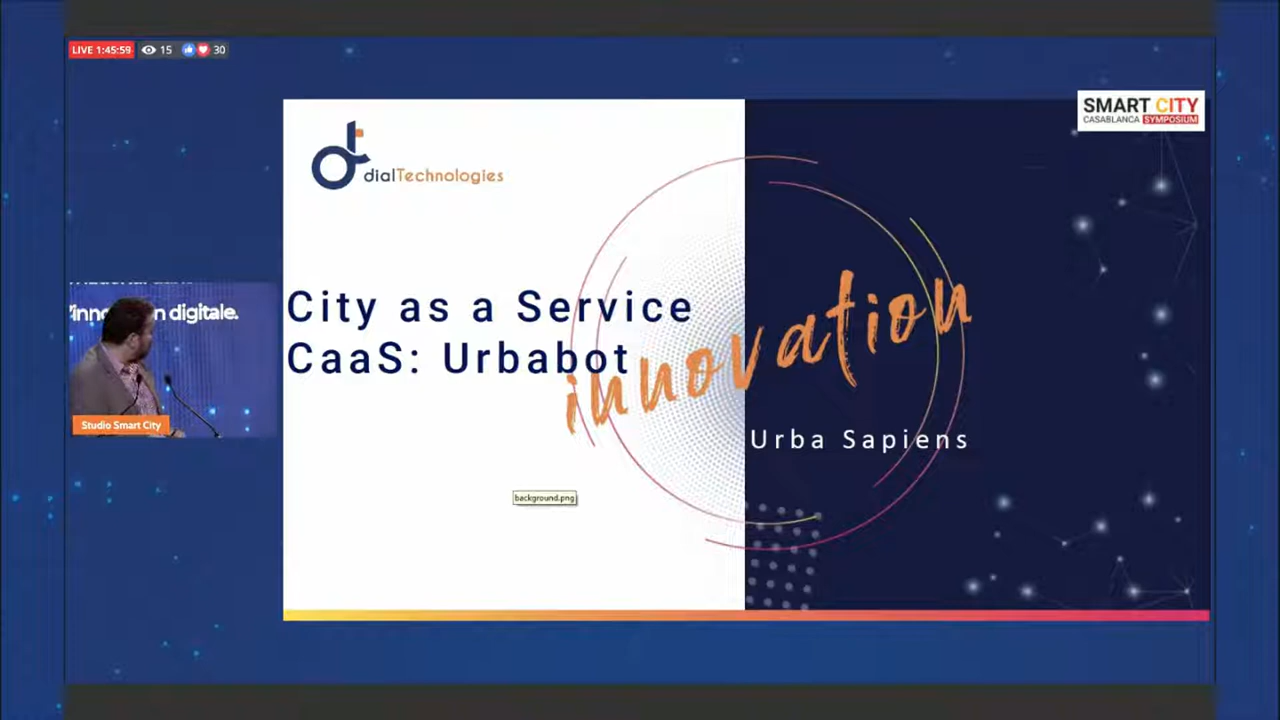 LIVE 1:45:59 15 30
SMART CITY
CASABLANCA SYMPOSIUM
dialTechnologies
City as a Service
CaaS: Urbabot
innovation
Urba Sapiens
background.png
digitale.
Studio Smart City